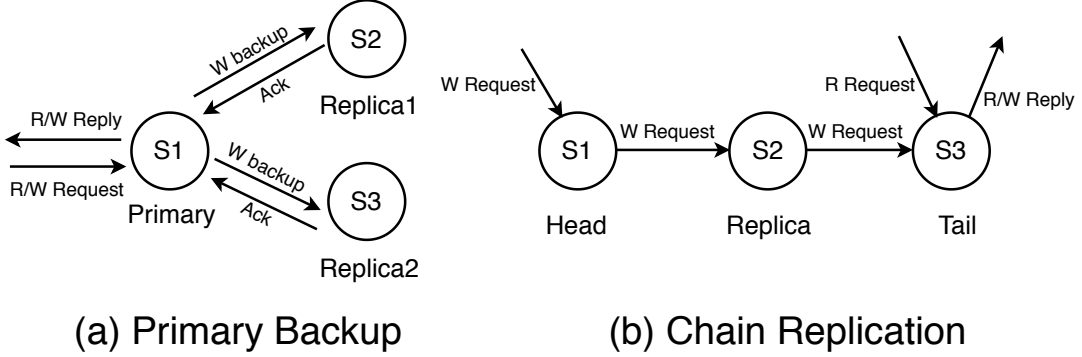 W backup
Ack
S2
Replica1
R/W Reply
R/W Request
S1
Primary
W backup
Ack
S3
Replica2
(a) Primary Backup
W Request
S1
Head
W Request
S2
Replica
W Request
R Request
R/W Reply
S3
Tail
(b) Chain Replication